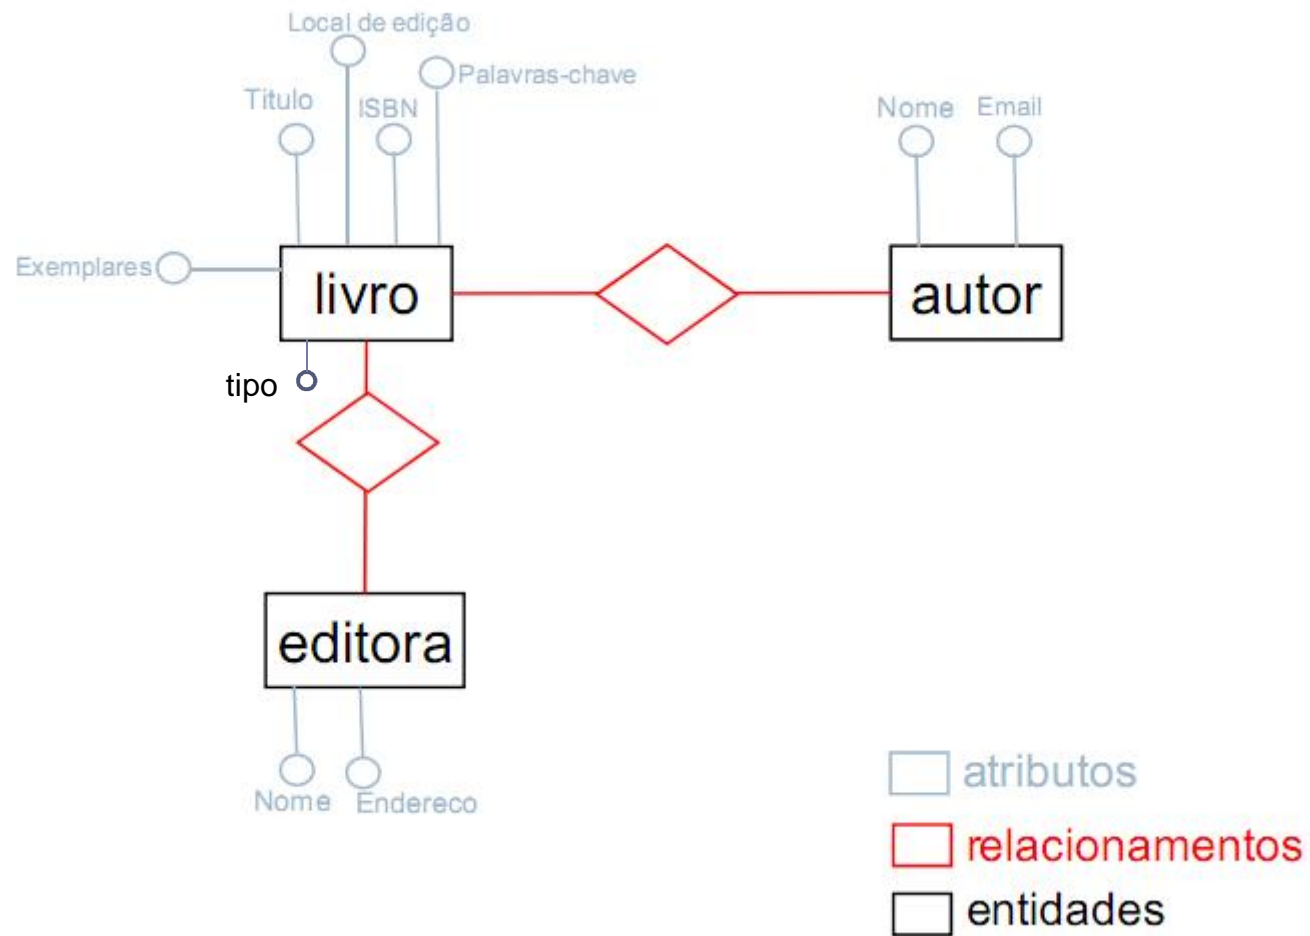 Local de edição
Palavras-chave
Titulo
ISBN
Nome
Email
Exemplares
livro
autor
tipo
editora
Nome
Endereco
atributos
relacionamentos
entidades